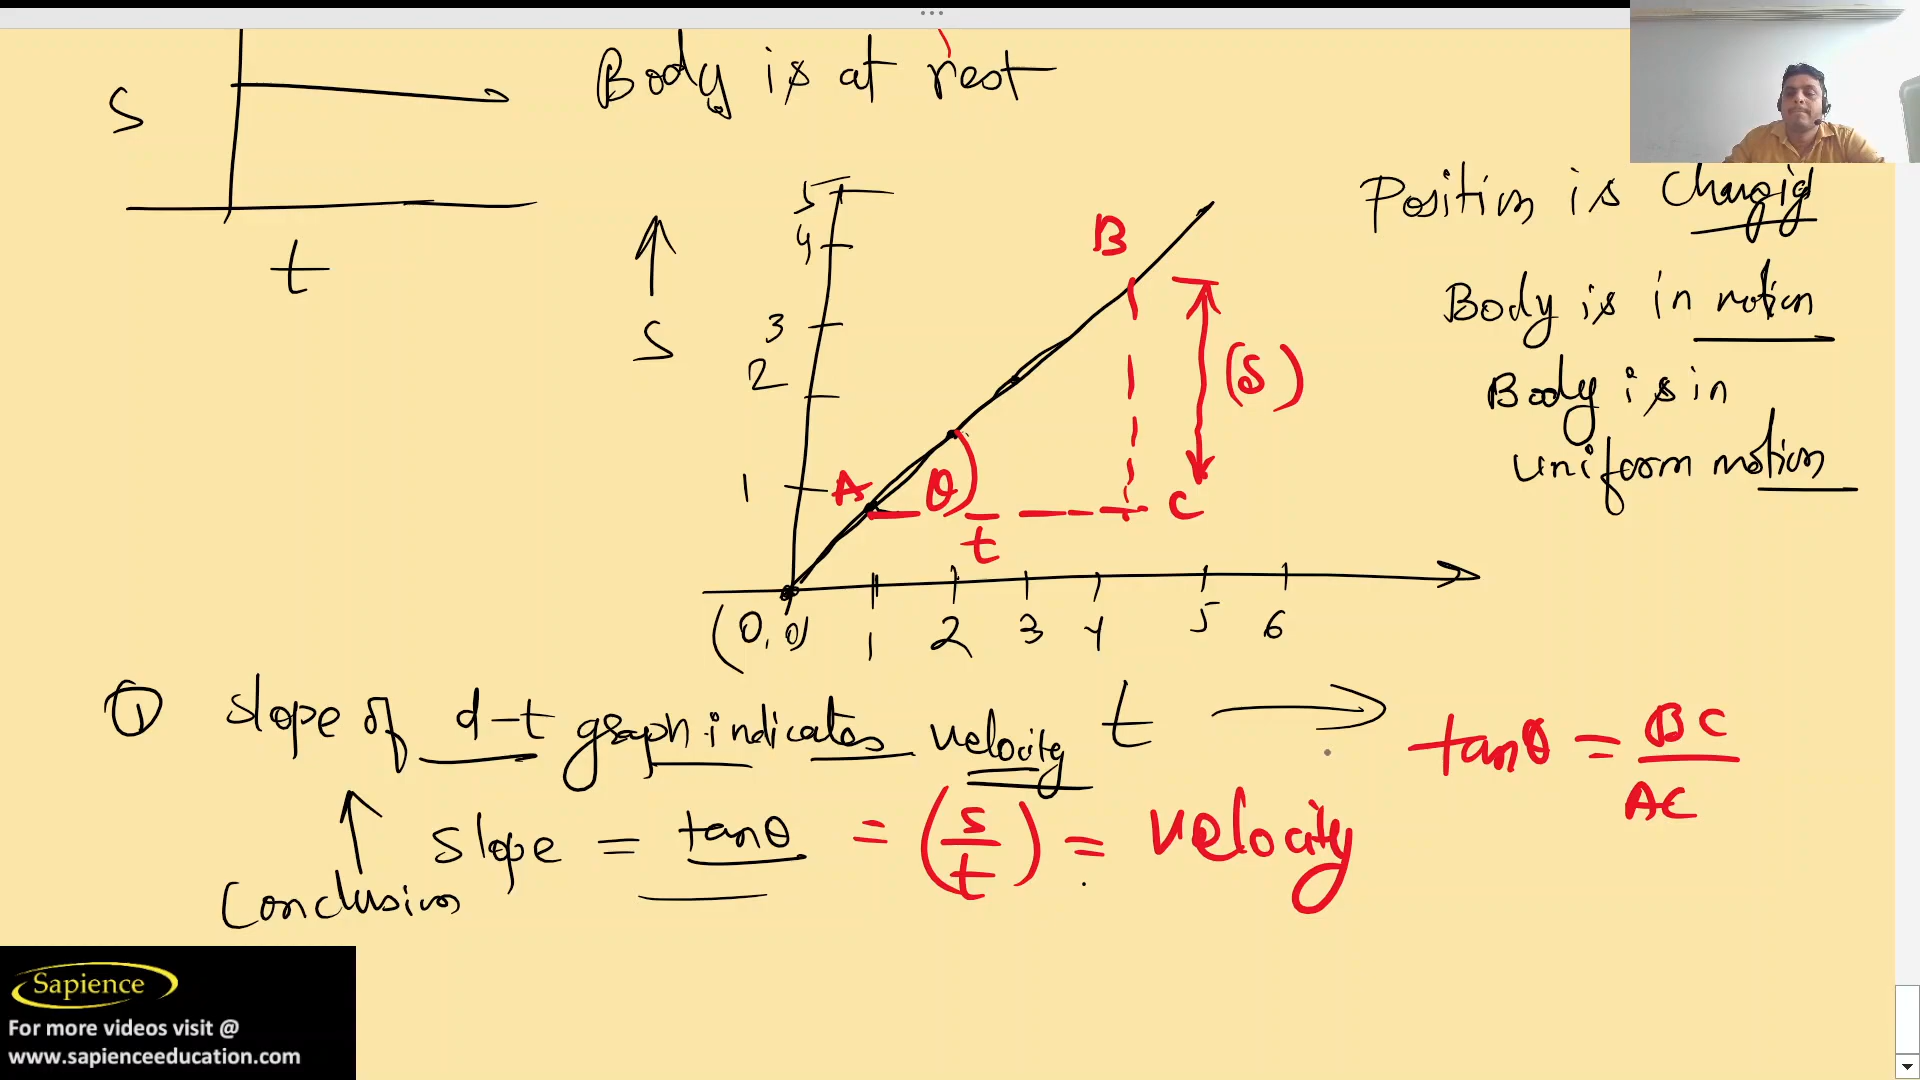 S
t
Body is at rest
Position is
Body is in motion
Body is in
uniform motion
S
5
4
3
2
1
A
θ
B
(S)
C
t
(0, 0)
1 2 3 4 5 6
① slope of d-t graph indicates velocity
t
tanθ = BC
AC
slope = tanθ = (s/t) = velocity
Conclusion
Sapience
For more videos visit @
www.sapienceeducation.com